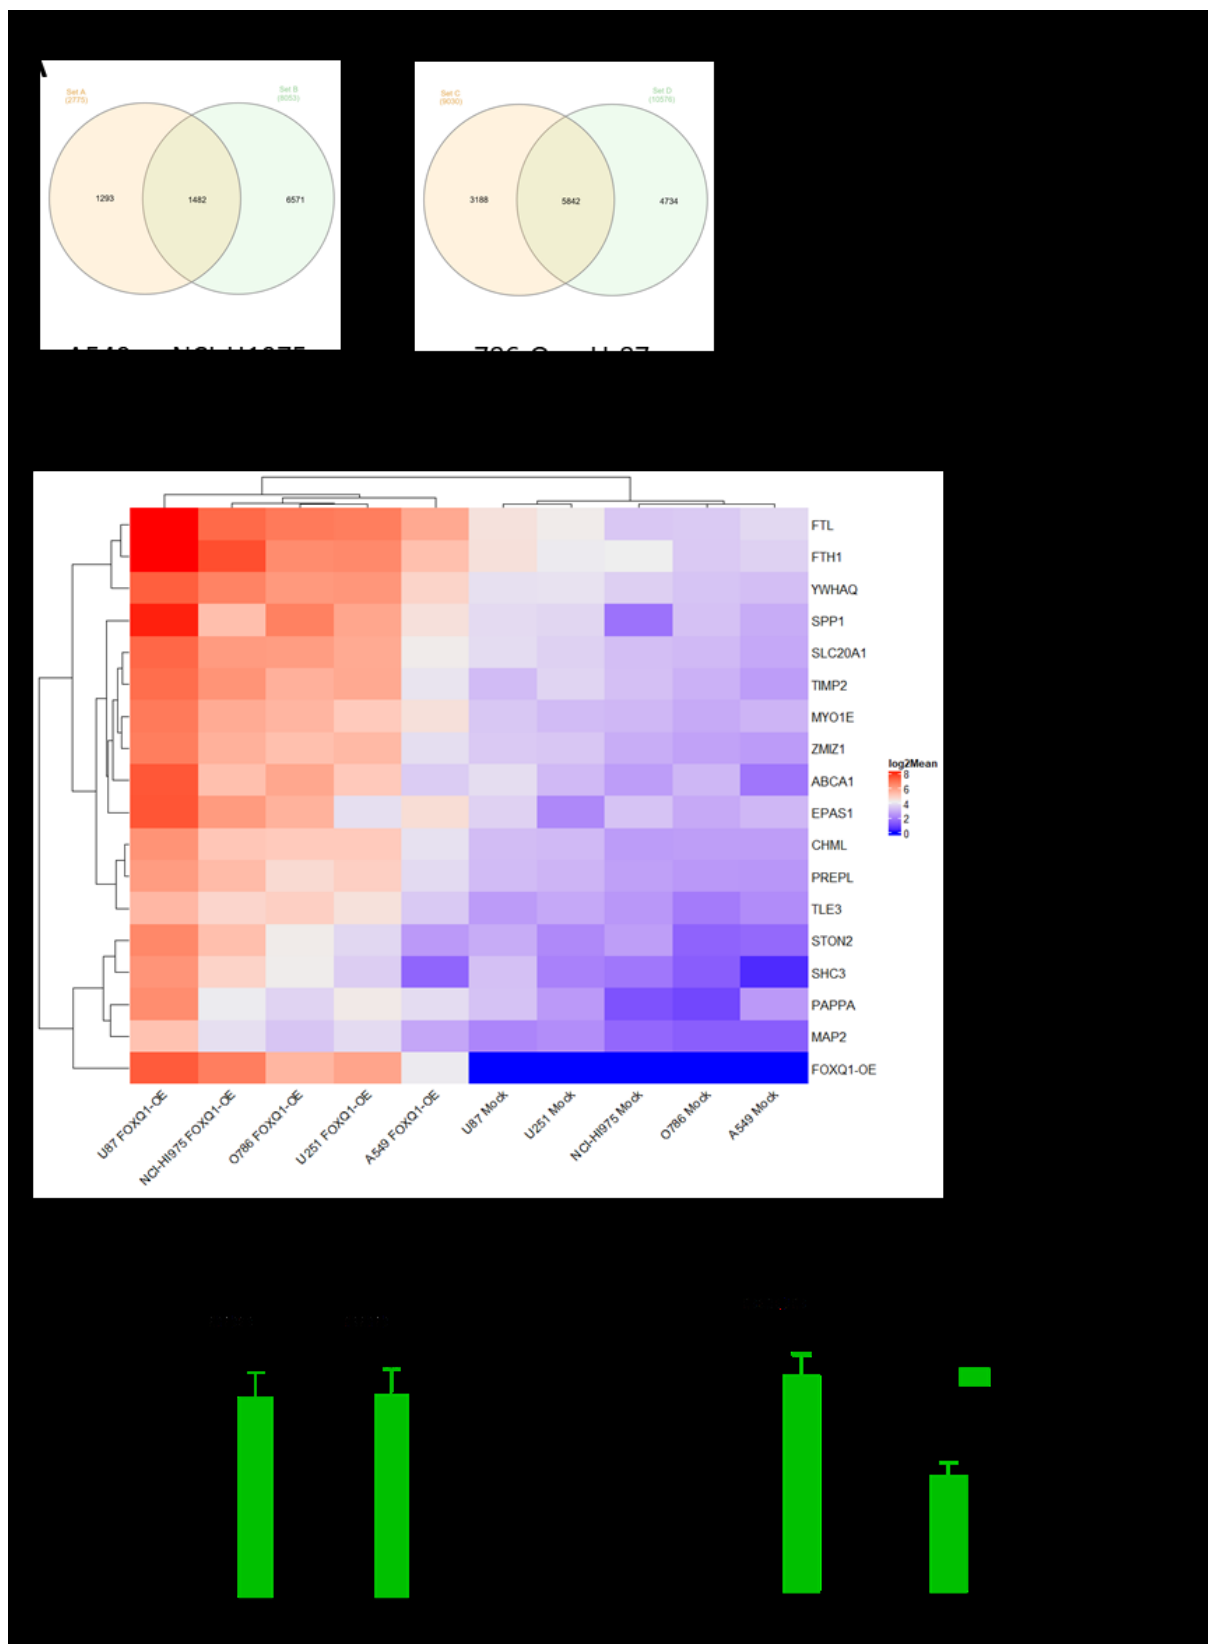 Set A
(2775)
Set B
(8053)
1293
1482
6571
Set C
(9030)
Set D
(10576)
3188
5842
4734
FTL
FTH1
YWHAQ
SPP1
SLC20A1
TIMP2
MYO1E
ZMIZ1
ABCA1
EPAS1
CHML
PREPL
TLE3
STON2
SHC3
PAPPA
MAP2
FOXQ1-OE
log2Mean
8
6
4
2
0
U87 FOXQ1-OE
NCI-HI975 FOXQ1-OE
O786 FOXQ1-OE
U251 FOXQ1-OE
A549 FOXQ1-OE
U87 Mock
U251 Mock
NCI-HI975 Mock
O786 Mock
A549 Mock